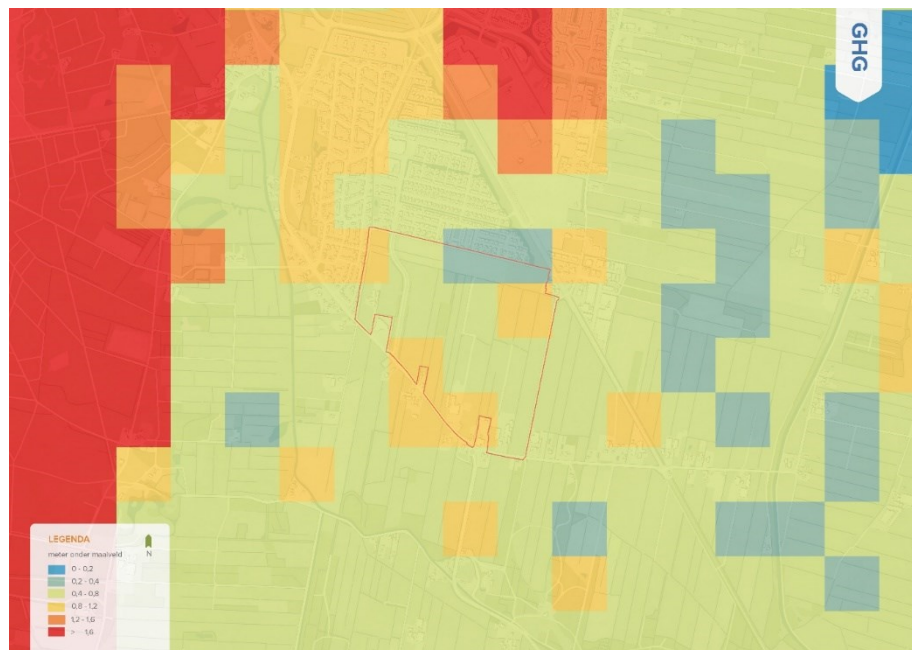 GHG
LEGENDA
meter onder maaiveld
N
0 - 0,2
0,2 - 0,4
0,4 - 0,8
0,8 - 1,2
1,2 - 1,6
> 1,6